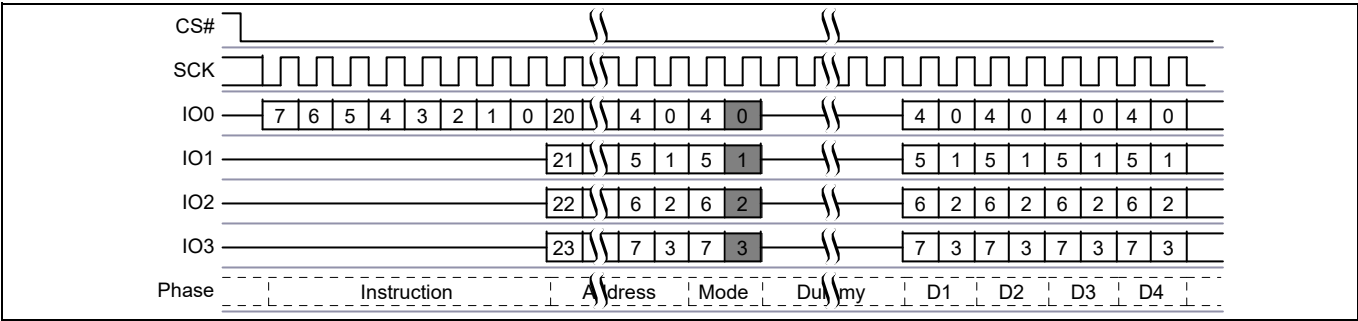 CS#
SCK
IO0 7 6 5 4 3 2 1 0 20 4 0 4 0 4 0 4 0 4 0 4 0
IO1 21 5 1 5 1 5 1 5 1 5 1 5 1
IO2 22 6 2 6 2 6 2 6 2 6 2 6 2
IO3 23 7 3 7 3 7 3 7 3 7 3 7 3
Phase Instruction Address Mode Dummy D1 D2 D3 D4